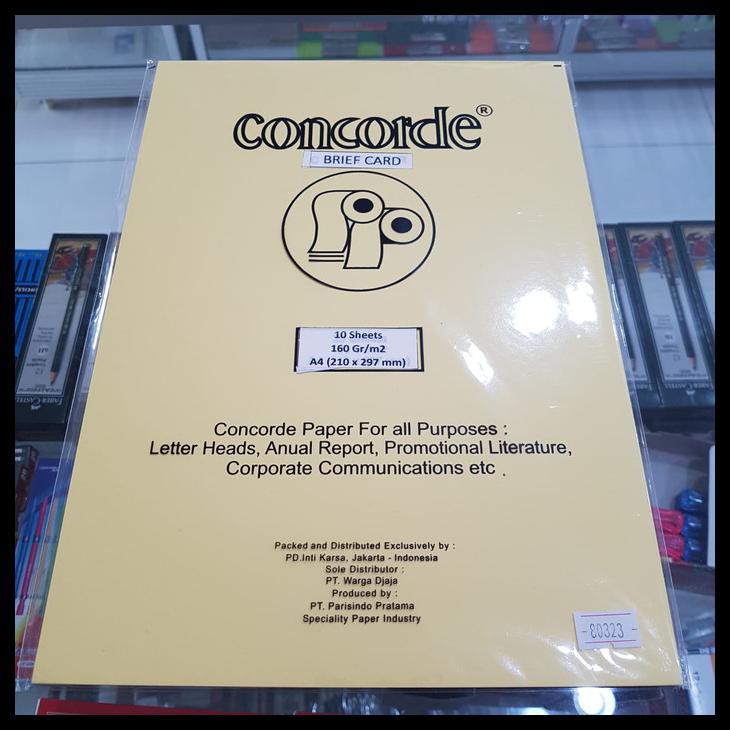 concorde®
BRIEF CARD
10 Sheets
160 Gr/m2
A4 (210 x 297 mm)
Concorde Paper For all Purposes :
Letter Heads, Anual Report, Promotional Literature,
Corporate Communications etc .
Packed and Distributed Exclusively by :
PD.Inti Karsa, Jakarta - Indonesia
Sole Distributor :
PT. Warga Djaja
Produced by :
PT. Parisindo Pratama
Speciality Paper Industry
-80323-
FABER-CASTELL